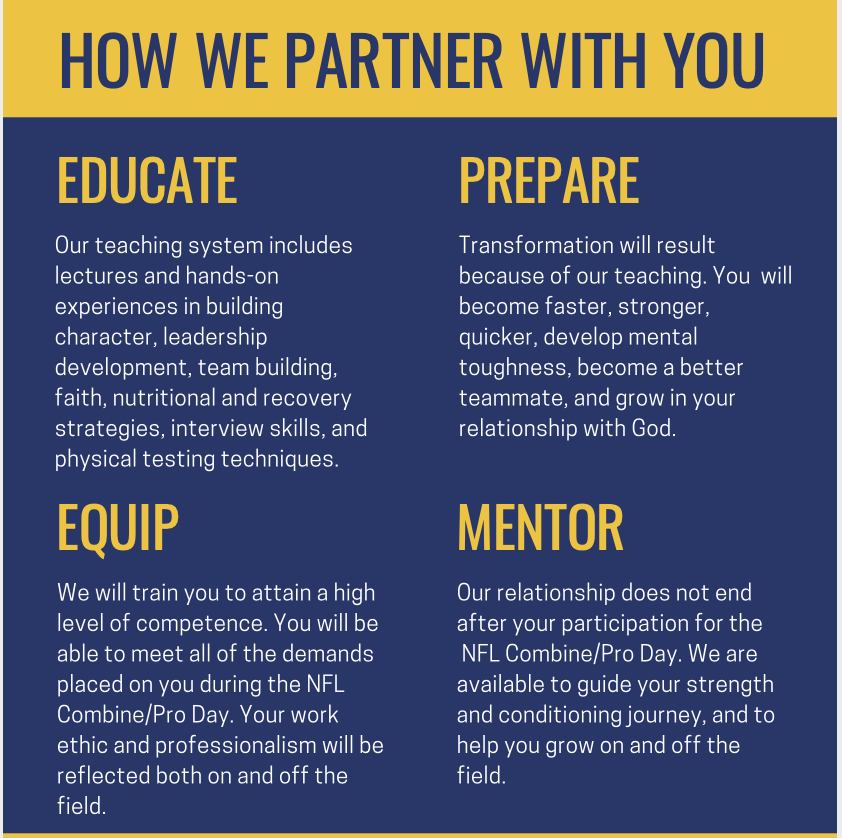 HOW WE PARTNER WITH YOU
EDUCATE
Our teaching system includes
lectures and hands-on
experiences in building
character, leadership
development, team building,
faith, nutritional and recovery
strategies, interview skills, and
physical testing techniques.
PREPARE
Transformation will result
because of our teaching. You  will
become faster, stronger,
quicker, develop mental
toughness, become a better
teammate, and grow in your
relationship with God.
EQUIP
We will train you to attain a high
level of competence. You will be
able to meet all of the demands
placed on you during the NFL
Combine/Pro Day. Your work
ethic and professionalism will be
reflected both on and off the
field.
MENTOR
Our relationship does not end
after your participation for the
NFL Combine/Pro Day. We are
available to guide your strength
and conditioning journey, and to
help you grow on and off the
field.